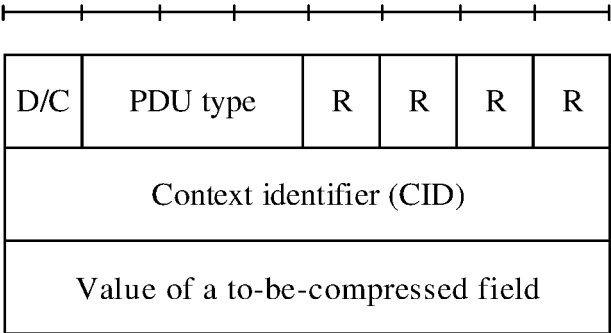 D/C PDU type R R R R
Context identifier (CID)
Value of a to-be-compressed field